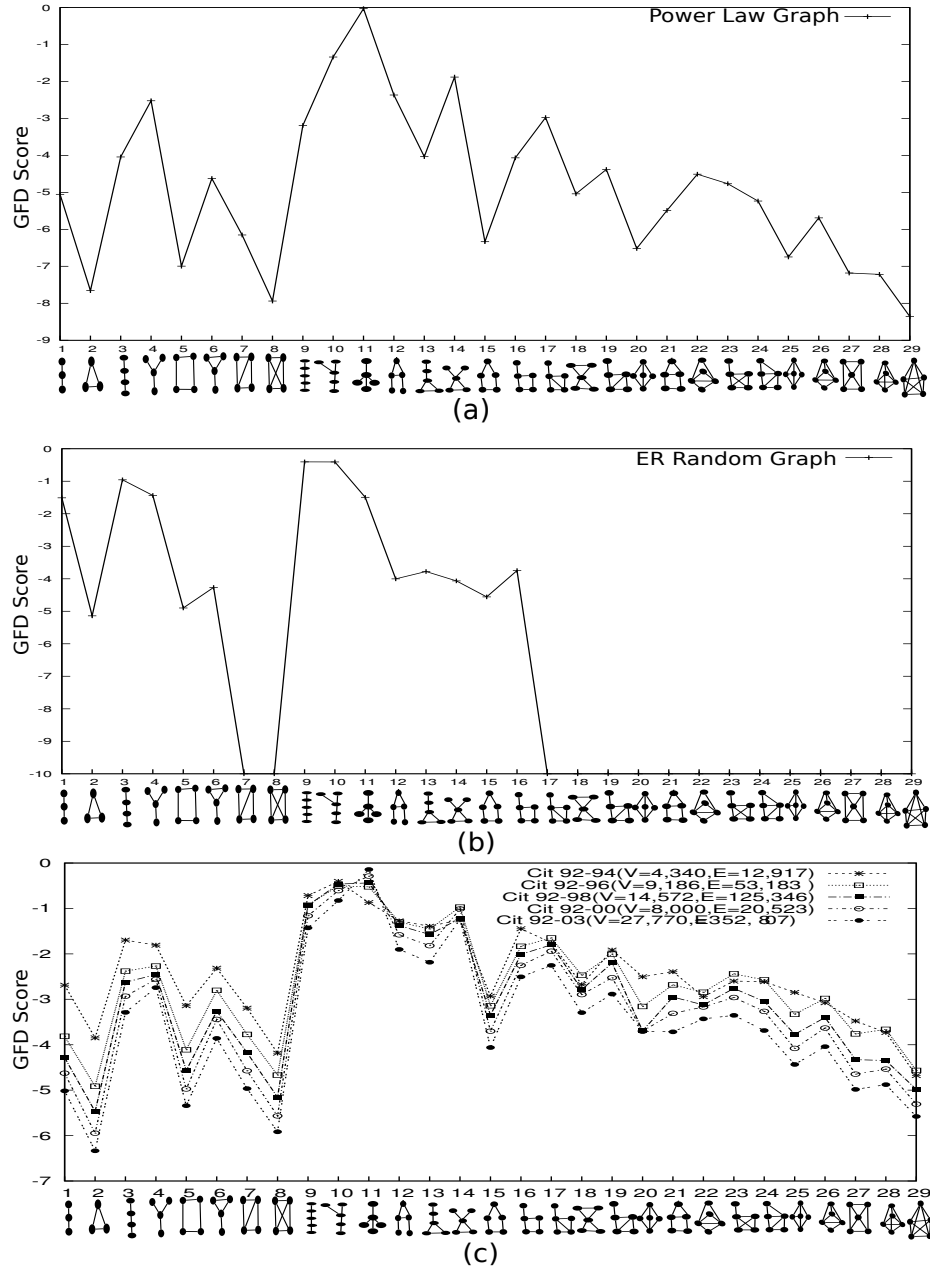 0
Power Law Graph
-1
-2
-3
-4
-5
-6
-7
-8
-9
GFD Score
1 2 3 4 5 6 7 8 9 10 11 12 13 14 15 16 17 18 19 20 21 22 23 24 25 26 27 28 29
(a)
0
ER Random Graph
-1
-2
-3
-4
-5
-6
-7
-8
-9
-10
GFD Score
1 2 3 4 5 6 7 8 9 10 11 12 13 14 15 16 17 18 19 20 21 22 23 24 25 26 27 28 29
(b)
0
Cit 92-94(V=4,340,E=12,917)
Cit 92-96(V=9,186,E=53,183 )
Cit 92-98(V=14,572,E=125,346)
Cit 92-00(V=8,000,E=20,523)
Cit 92-03(V=27,770,E=352, 807)
-1
-2
-3
-4
-5
-6
-7
GFD Score
1 2 3 4 5 6 7 8 9 10 11 12 13 14 15 16 17 18 19 20 21 22 23 24 25 26 27 28 29
(c)